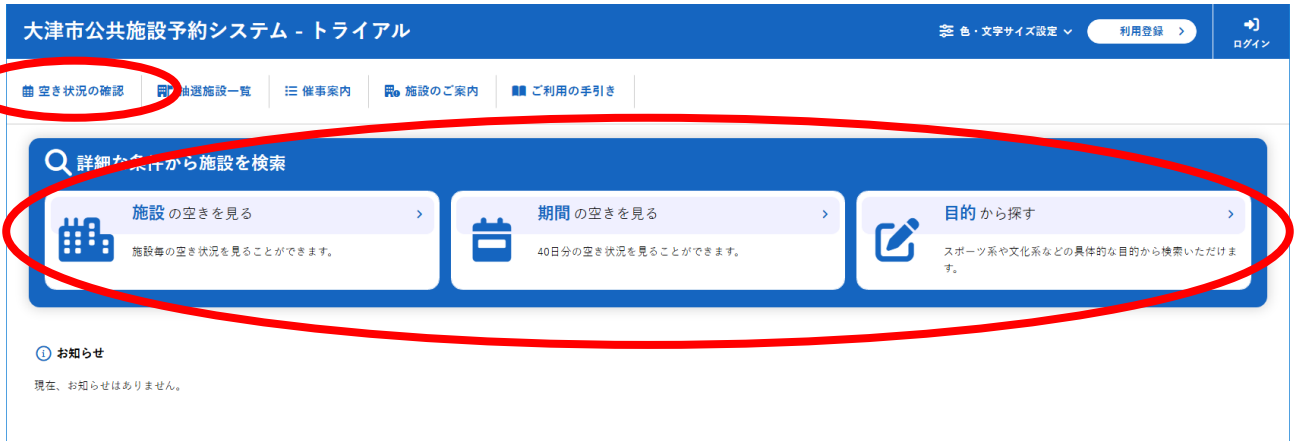 大津市公共施設予約システム - トライアル
色・文字サイズ設定
利用登録
ログイン
空き状況の確認
抽選施設一覧
催事案内
施設のご案内
ご利用の手引き
詳細な条件から施設を検索
施設 の空きを見る
施設毎の空き状況を見ることができます。
期間 の空きを見る
40日分の空き状況を見ることができます。
目的 から探す
スポーツ系や文化系などの具体的な目的から検索いただけま
す。
お知らせ
現在、お知らせはありません。